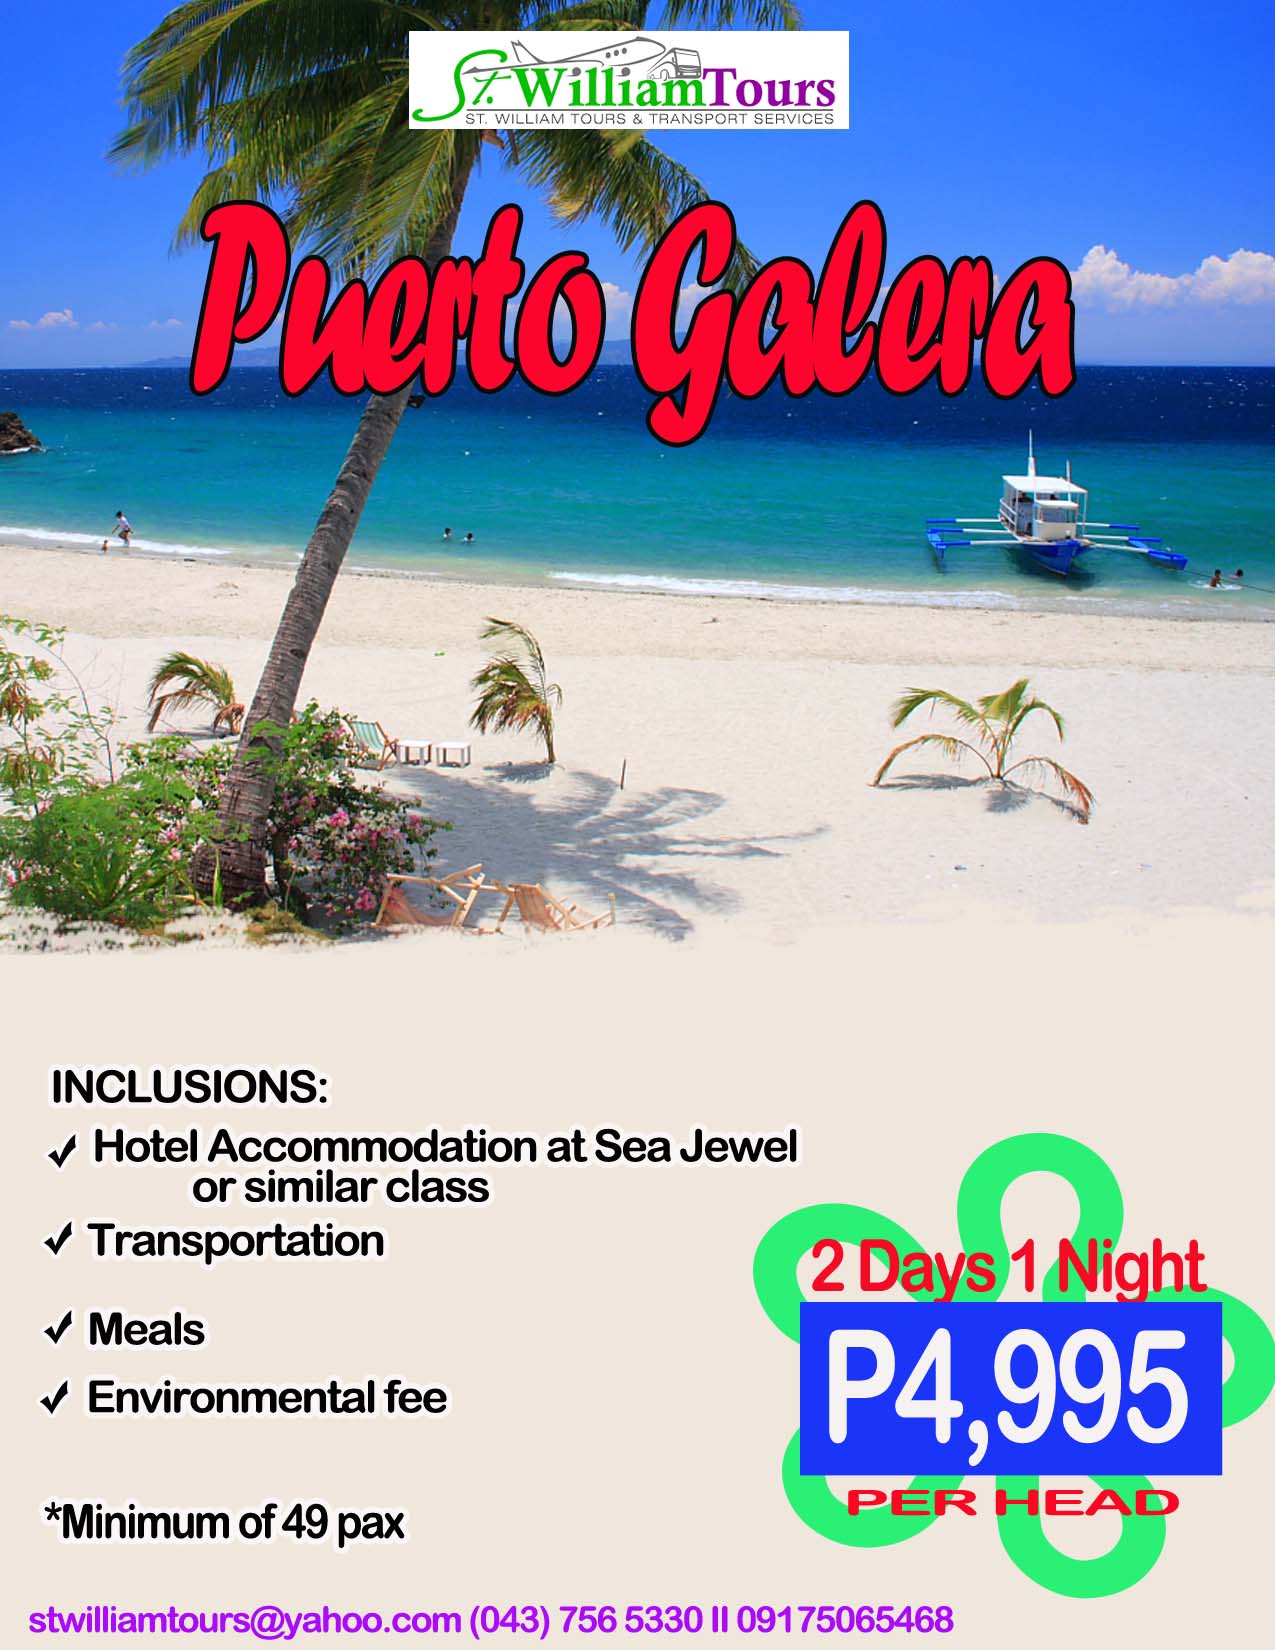 St. WilliamTours
ST. WILLIAM TOURS & TRANSPORT SERVICES
Puerto Galera
INCLUSIONS:
Hotel Accommodation at Sea Jewel
or similar class
Transportation
Meals
Environmental fee
2 Days 1 Night
P4,995
PER HEAD
*Minimum of 49 pax
stwilliamtours@yahoo.com (043) 756 5330 II 09175065468